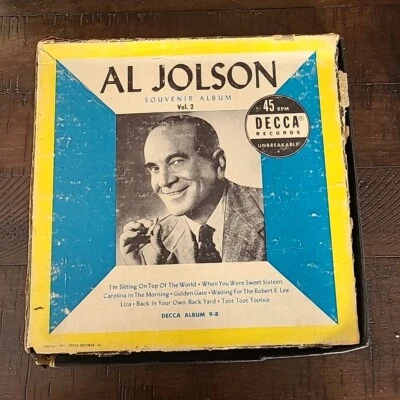 AL JOLSON
SOUVENIR ALBUM
Vol. 2
45 RPM
DECCA®
RECORDS
UNBREAKABLE
I'm Sitting On Top Of The World • When You Were Sweet Sixteen
Carolina In The Morning • Golden Gate • Waiting For The Robert E. Lee
Liza • Back In Your Own Back Yard • Toot Toot Tootsie
DECCA ALBUM 9-8